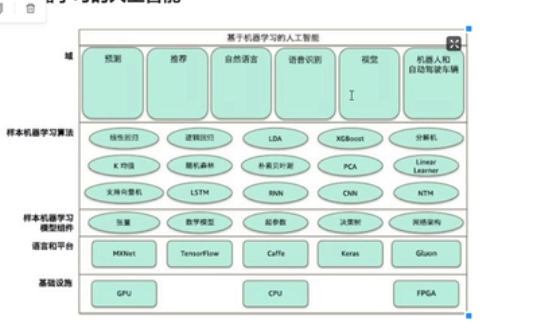 基于机器学习的人工智能
域
预测
推荐
自然语言
语音识别
视觉
机器人和
自动驾驶车辆
样本机器学习算法
线性回归
逻辑回归
LDA
XGBoost
分解机
K 均值
随机森林
朴素贝叶斯
PCA
Linear
Learner
支持向量机
LSTM
RNN
CNN
NTM
样本机器学习
模型组件
张量
数学模型
超参数
决策树
网络架构
语言和平台
MXNet
TensorFlow
Caffe
Keras
Gluon
基础设施
GPU
CPU
FPGA